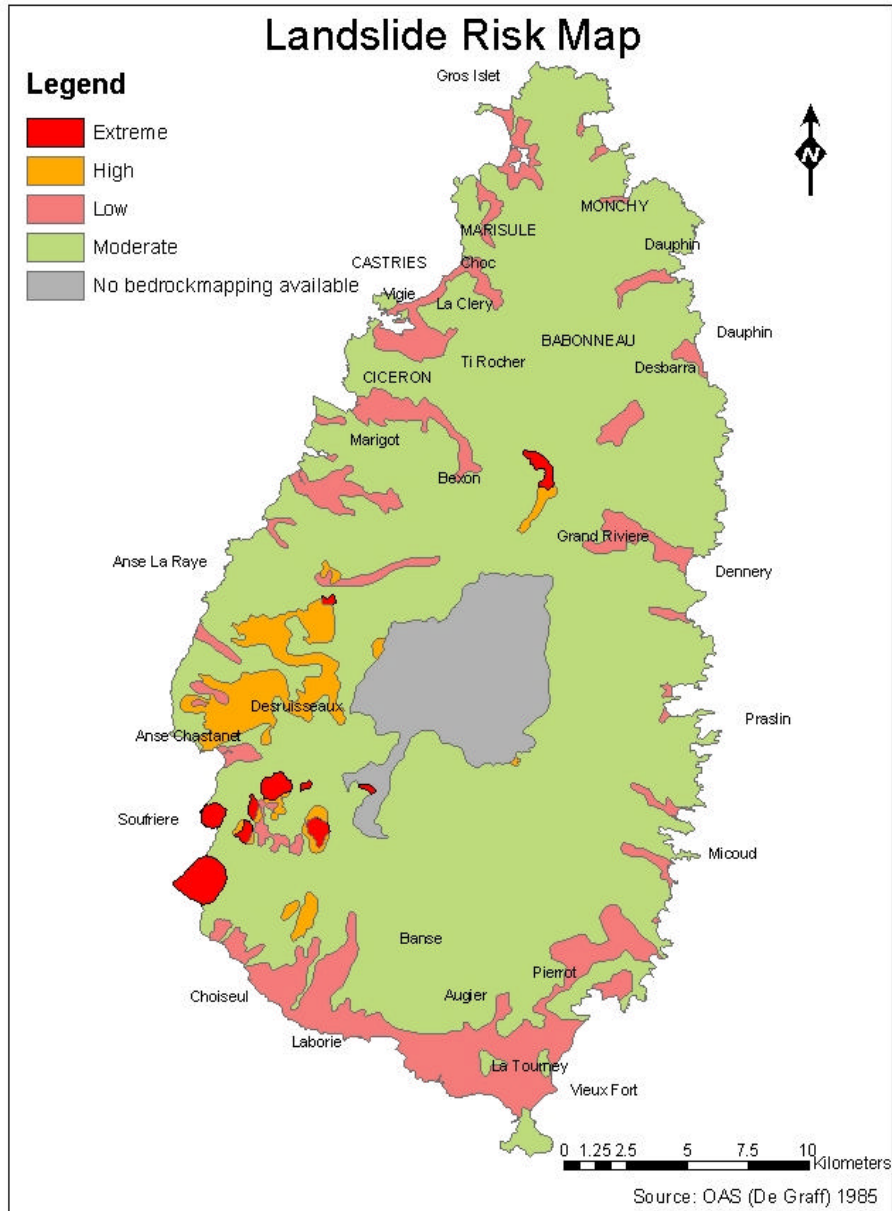 Landslide Risk Map
Gros Islet
Legend
Extreme
High
Low
Moderate
No bedrockmapping available
N
MONCHY
MARISULE
Dauphin
CASTRIES
Choc
Vigie
La Clery
Dauphin
BABONNEAU
Ti Rocher
Desbarra
CICERON
Marigot
Bexon
Grand Riviere
Anse La Raye
Dennery
Desruisseaux
Praslin
Anse Chastanet
Soufriere
Micoud
Banse
Pierrot
Choiseul
Augier
Laborie
La Tourney
Vieux Fort
0 1.25 2.5 5 7.5 10
Kilometers
Source: OAS (De Graff) 1985